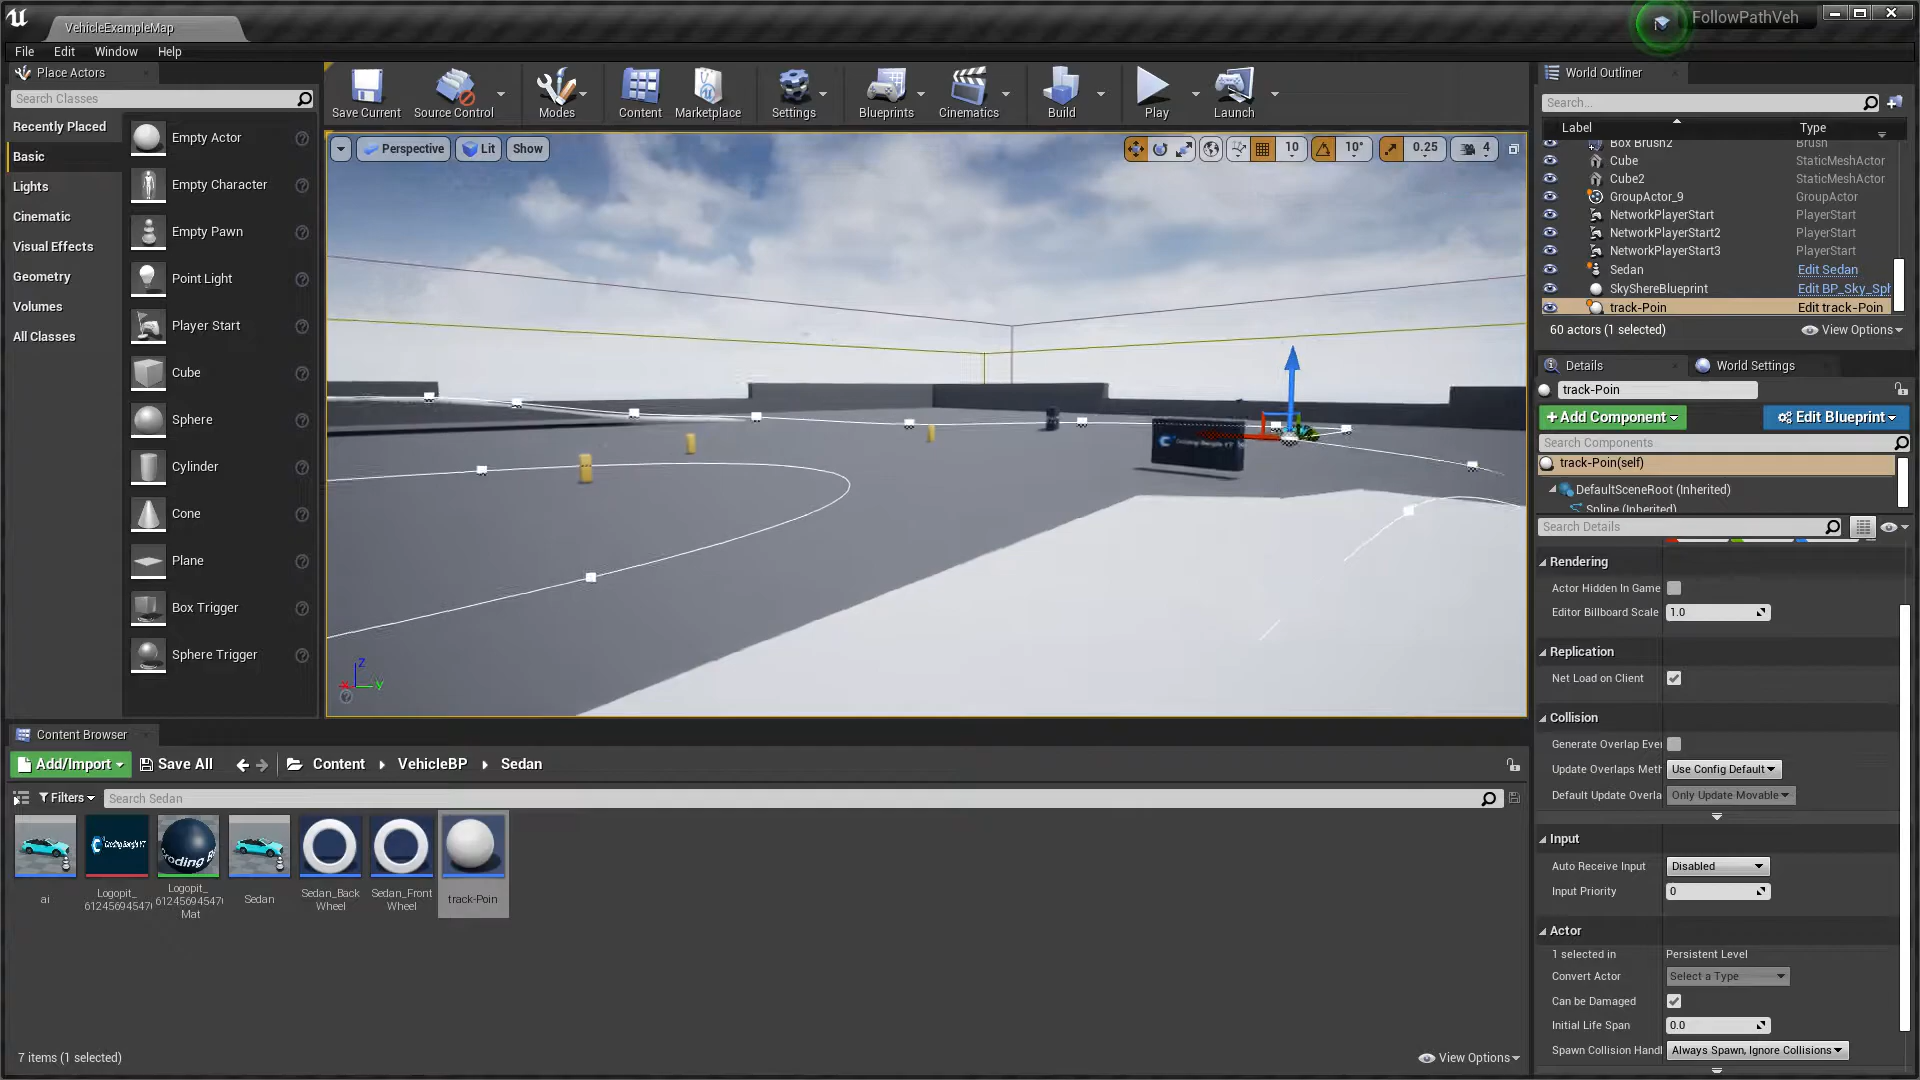 VehicleExampleMap
FollowPathVeh
File Edit Window Help
Place Actors
Search Classes
Recently Placed
Basic
Lights
Cinematic
Visual Effects
Geometry
Volumes
All Classes
Empty Actor
Empty Character
Empty Pawn
Point Light
Player Start
Cube
Sphere
Cylinder
Cone
Plane
Box Trigger
Sphere Trigger
Save Current Source Control Modes Content Marketplace Settings Blueprints Cinematics Build Play Launch
Perspective Lit Show
10 10° 0.25 4
Z
X Y
World Outliner
Search...
Label Type
Box Brush2 Brush
Cube StaticMeshActor
Cube2 StaticMeshActor
GroupActor_9 GroupActor
NetworkPlayerStart PlayerStart
NetworkPlayerStart2 PlayerStart
NetworkPlayerStart3 PlayerStart
Sedan Edit Sedan
SkyShereBlueprint Edit BP_Sky_Sph
track-Poin Edit track-Poin
60 actors (1 selected) View Options
Details World Settings
track-Poin
+Add Component Edit Blueprint
Search Components
track-Poin(self)
DefaultSceneRoot (Inherited)
Spline (Inherited)
Search Details
Rendering
Actor Hidden In Game
Editor Billboard Scale 1.0
Replication
Net Load on Client
Collision
Generate Overlap Ever
Update Overlaps Meth Use Config Default
Default Update Overla Only Update Movable
Input
Auto Receive Input Disabled
Input Priority 0
Actor
1 selected in Persistent Level
Convert Actor Select a Type
Can be Damaged
Initial Life Span 0.0
Spawn Collision Handl Always Spawn, Ignore Collisions
Content Browser
Add/Import Save All Content VehicleBP Sedan
Filters Search Sedan
ai
Logopit_
Logopit_
Mat
Sedan
Sedan_Back
Wheel
Sedan_Front
Wheel
track-Poin
7 items (1 selected) View Options